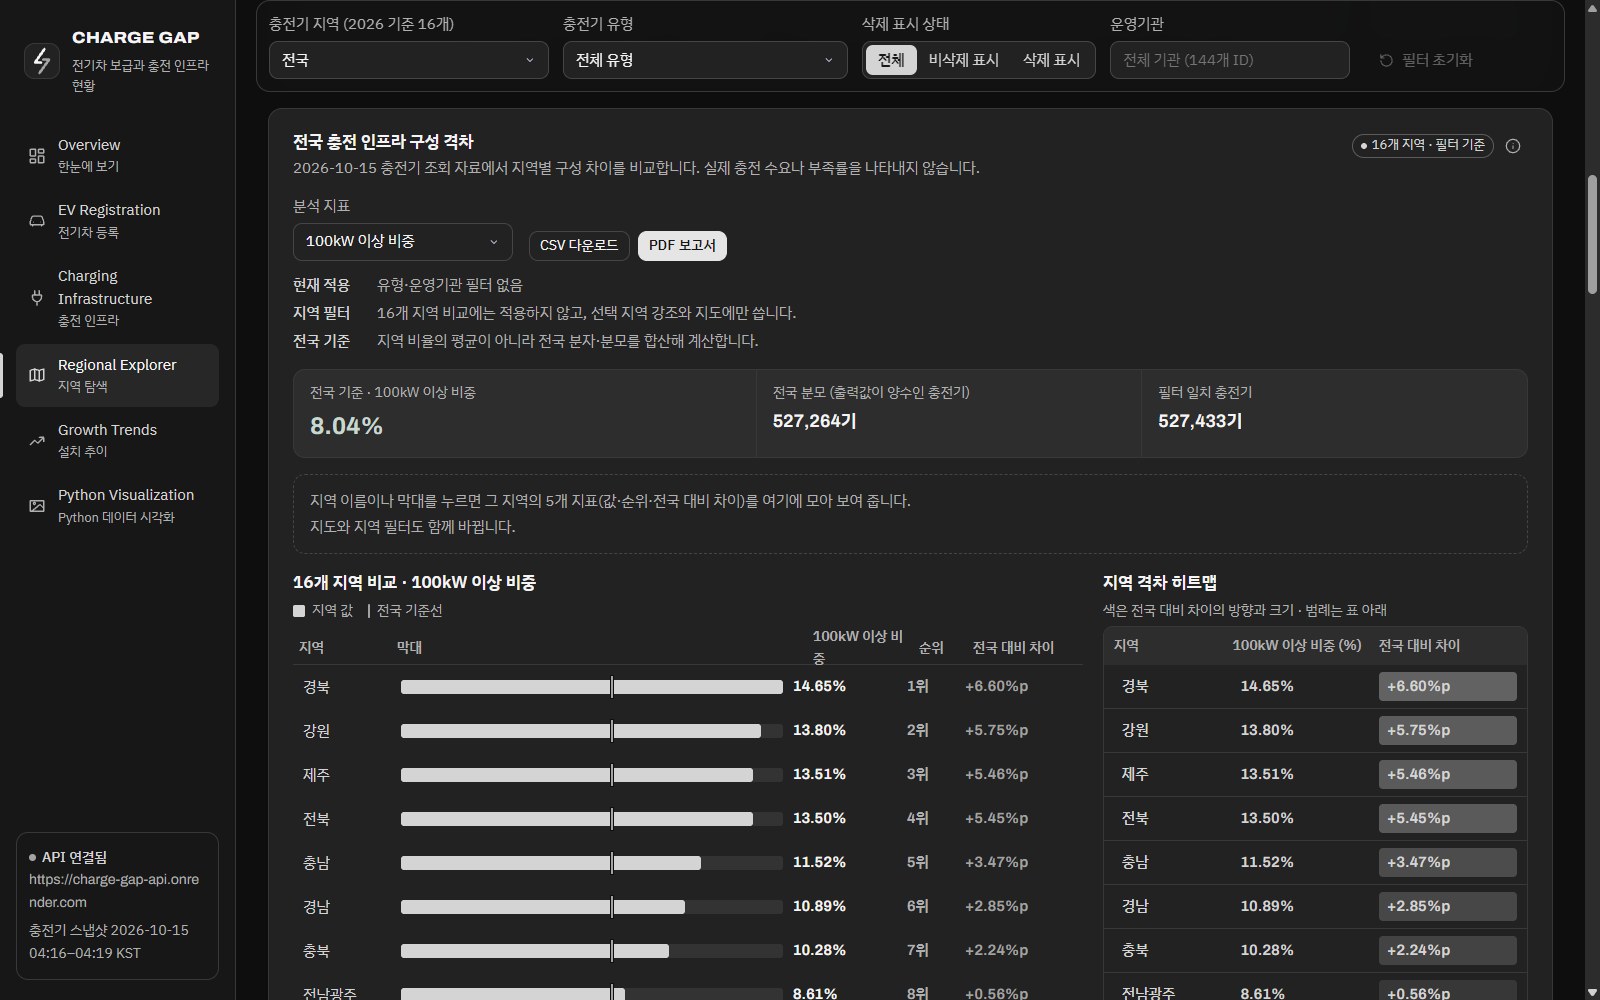 CHARGE GAP
전기차 보급과 충전 인프라
현황
Overview
한눈에 보기
EV Registration
전기차 등록
Charging
Infrastructure
충전 인프라
Regional Explorer
지역 탐색
Growth Trends
설치 추이
Python Visualization
Python 데이터 시각화
API 연결됨
https://charge-gap-api.onre
nder.com
충전기 스냅샷 2026-10-15
04:16–04:19 KST
충전기 지역 (2026 기준 16개) 충전기 유형 삭제 표시 상태 운영기관
전국 전체 유형 전체 비삭제 표시 삭제 표시 전체 기관 (144개 ID) 필터 초기화
전국 충전 인프라 구성 격차 16개 지역 · 필터 기준
2026-10-15 충전기 조회 자료에서 지역별 구성 차이를 비교합니다. 실제 충전 수요나 부족률을 나타내지 않습니다.
분석 지표
100kW 이상 비중 CSV 다운로드 PDF 보고서
현재 적용 유형·운영기관 필터 없음
지역 필터 16개 지역 비교에는 적용하지 않고, 선택 지역 강조와 지도에만 씁니다.
전국 기준 지역 비율의 평균이 아니라 전국 분자·분모를 합산해 계산합니다.
전국 기준 · 100kW 이상 비중 전국 분모 (출력값이 양수인 충전기) 필터 일치 충전기
8.04% 527,264기 527,433기
지역 이름이나 막대를 누르면 그 지역의 5개 지표(값·순위·전국 대비 차이)를 여기에 모아 보여 줍니다.
지도와 지역 필터도 함께 바뀝니다.
16개 지역 비교 · 100kW 이상 비중
지역 값 전국 기준선
지역 막대 100kW 이상 비
중 순위 전국 대비 차이
경북 14.65% 1위 +6.60%p
강원 13.80% 2위 +5.75%p
제주 13.51% 3위 +5.46%p
전북 13.50% 4위 +5.45%p
충남 11.52% 5위 +3.47%p
경남 10.89% 6위 +2.85%p
충북 10.28% 7위 +2.24%p
전남광주 8.61% 8위 +0.56%p
지역 격차 히트맵
색은 전국 대비 차이의 방향과 크기 · 범례는 표 아래
지역 100kW 이상 비중 (%) 전국 대비 차이
경북 14.65% +6.60%p
강원 13.80% +5.75%p
제주 13.51% +5.46%p
전북 13.50% +5.45%p
충남 11.52% +3.47%p
경남 10.89% +2.85%p
충북 10.28% +2.24%p
전남광주 8.61% +0.56%p